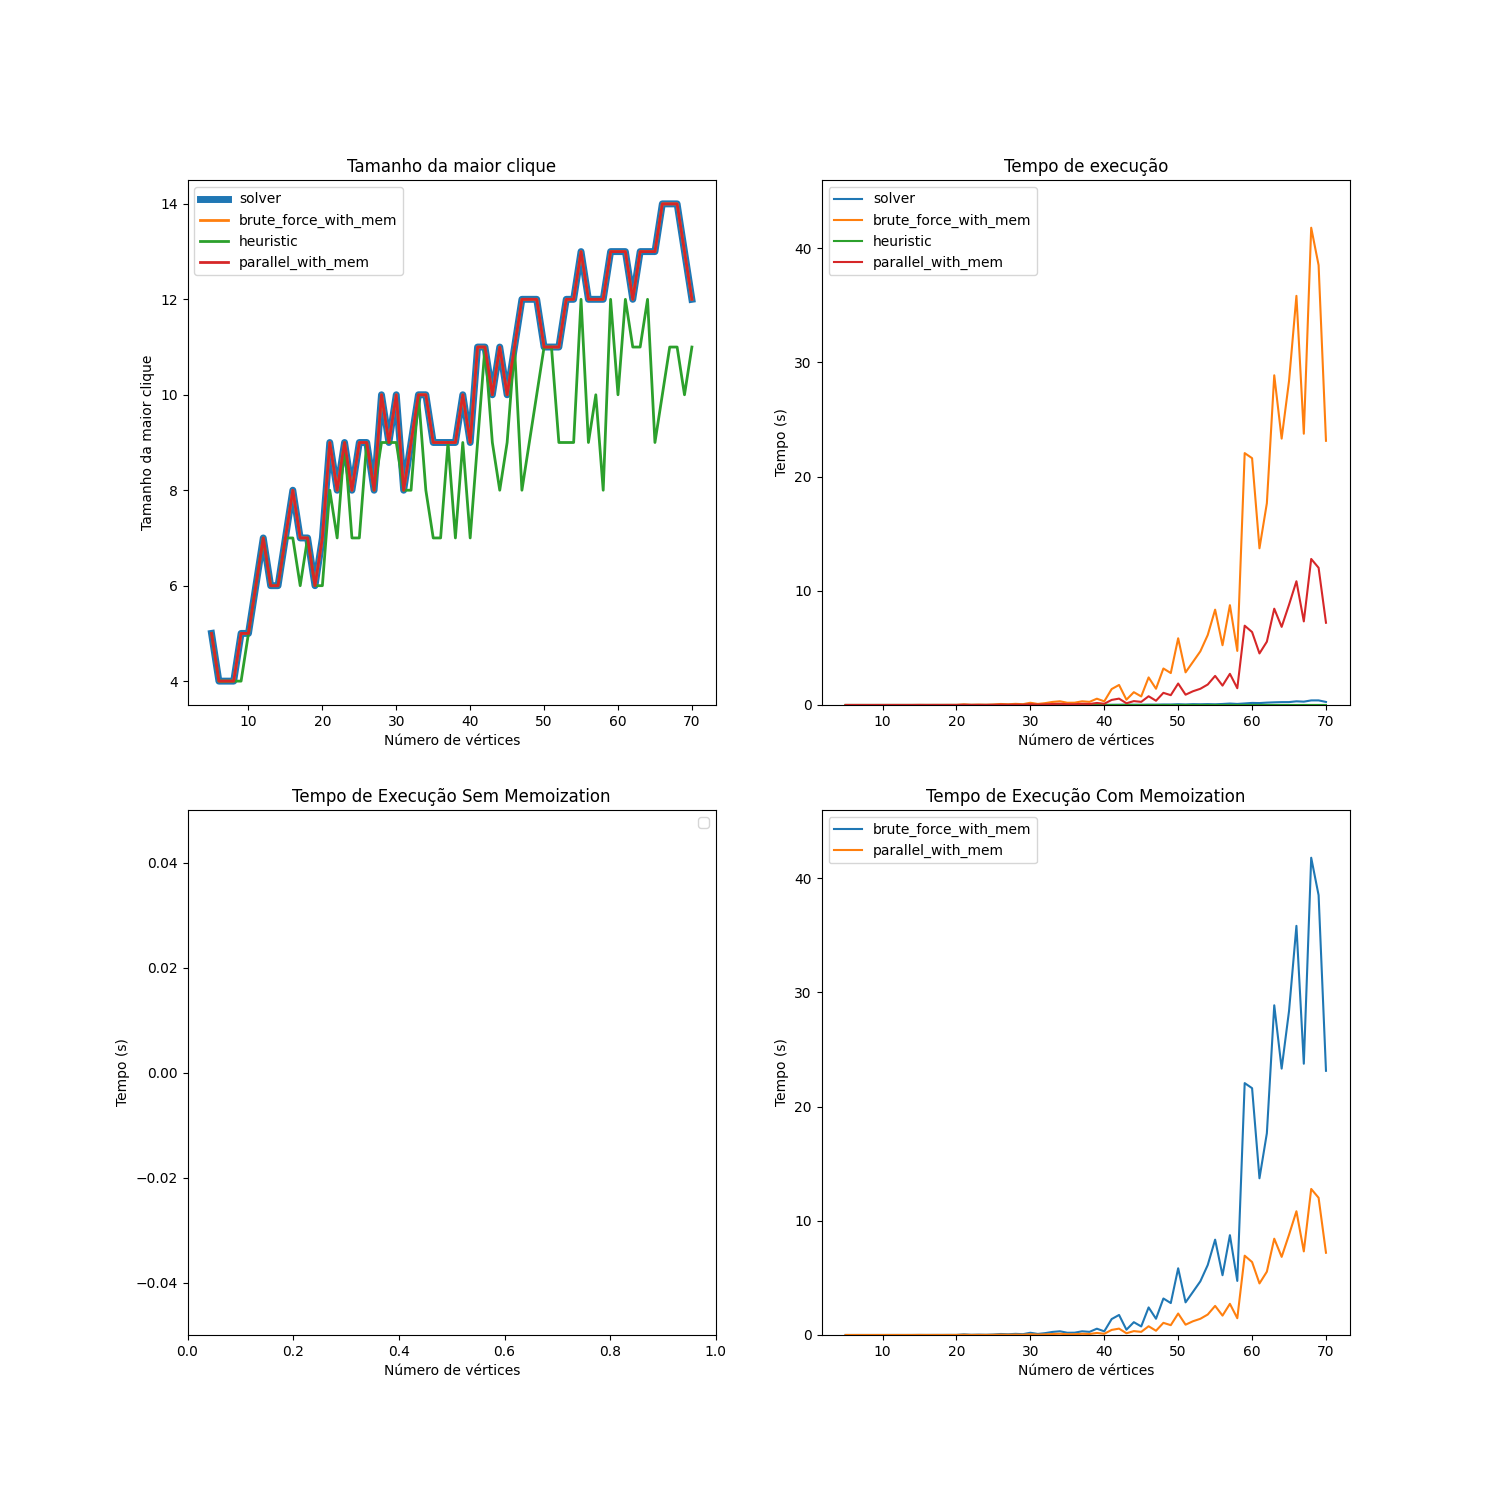 Tamanho da maior clique
solver
brute_force_with_mem
heuristic
parallel_with_mem
Tamanho da maior clique
14
12
10
8
6
4
10 20 30 40 50 60 70
Número de vértices
Tempo de execução
solver
brute_force_with_mem
heuristic
parallel_with_mem
Tempo (s)
40
30
20
10
0
10 20 30 40 50 60 70
Número de vértices
Tempo de Execução Sem Memoization
Tempo (s)
0.04
0.02
0.00
−0.02
−0.04
0.0 0.2 0.4 0.6 0.8 1.0
Número de vértices
Tempo de Execução Com Memoization
brute_force_with_mem
parallel_with_mem
Tempo (s)
40
30
20
10
0
10 20 30 40 50 60 70
Número de vértices